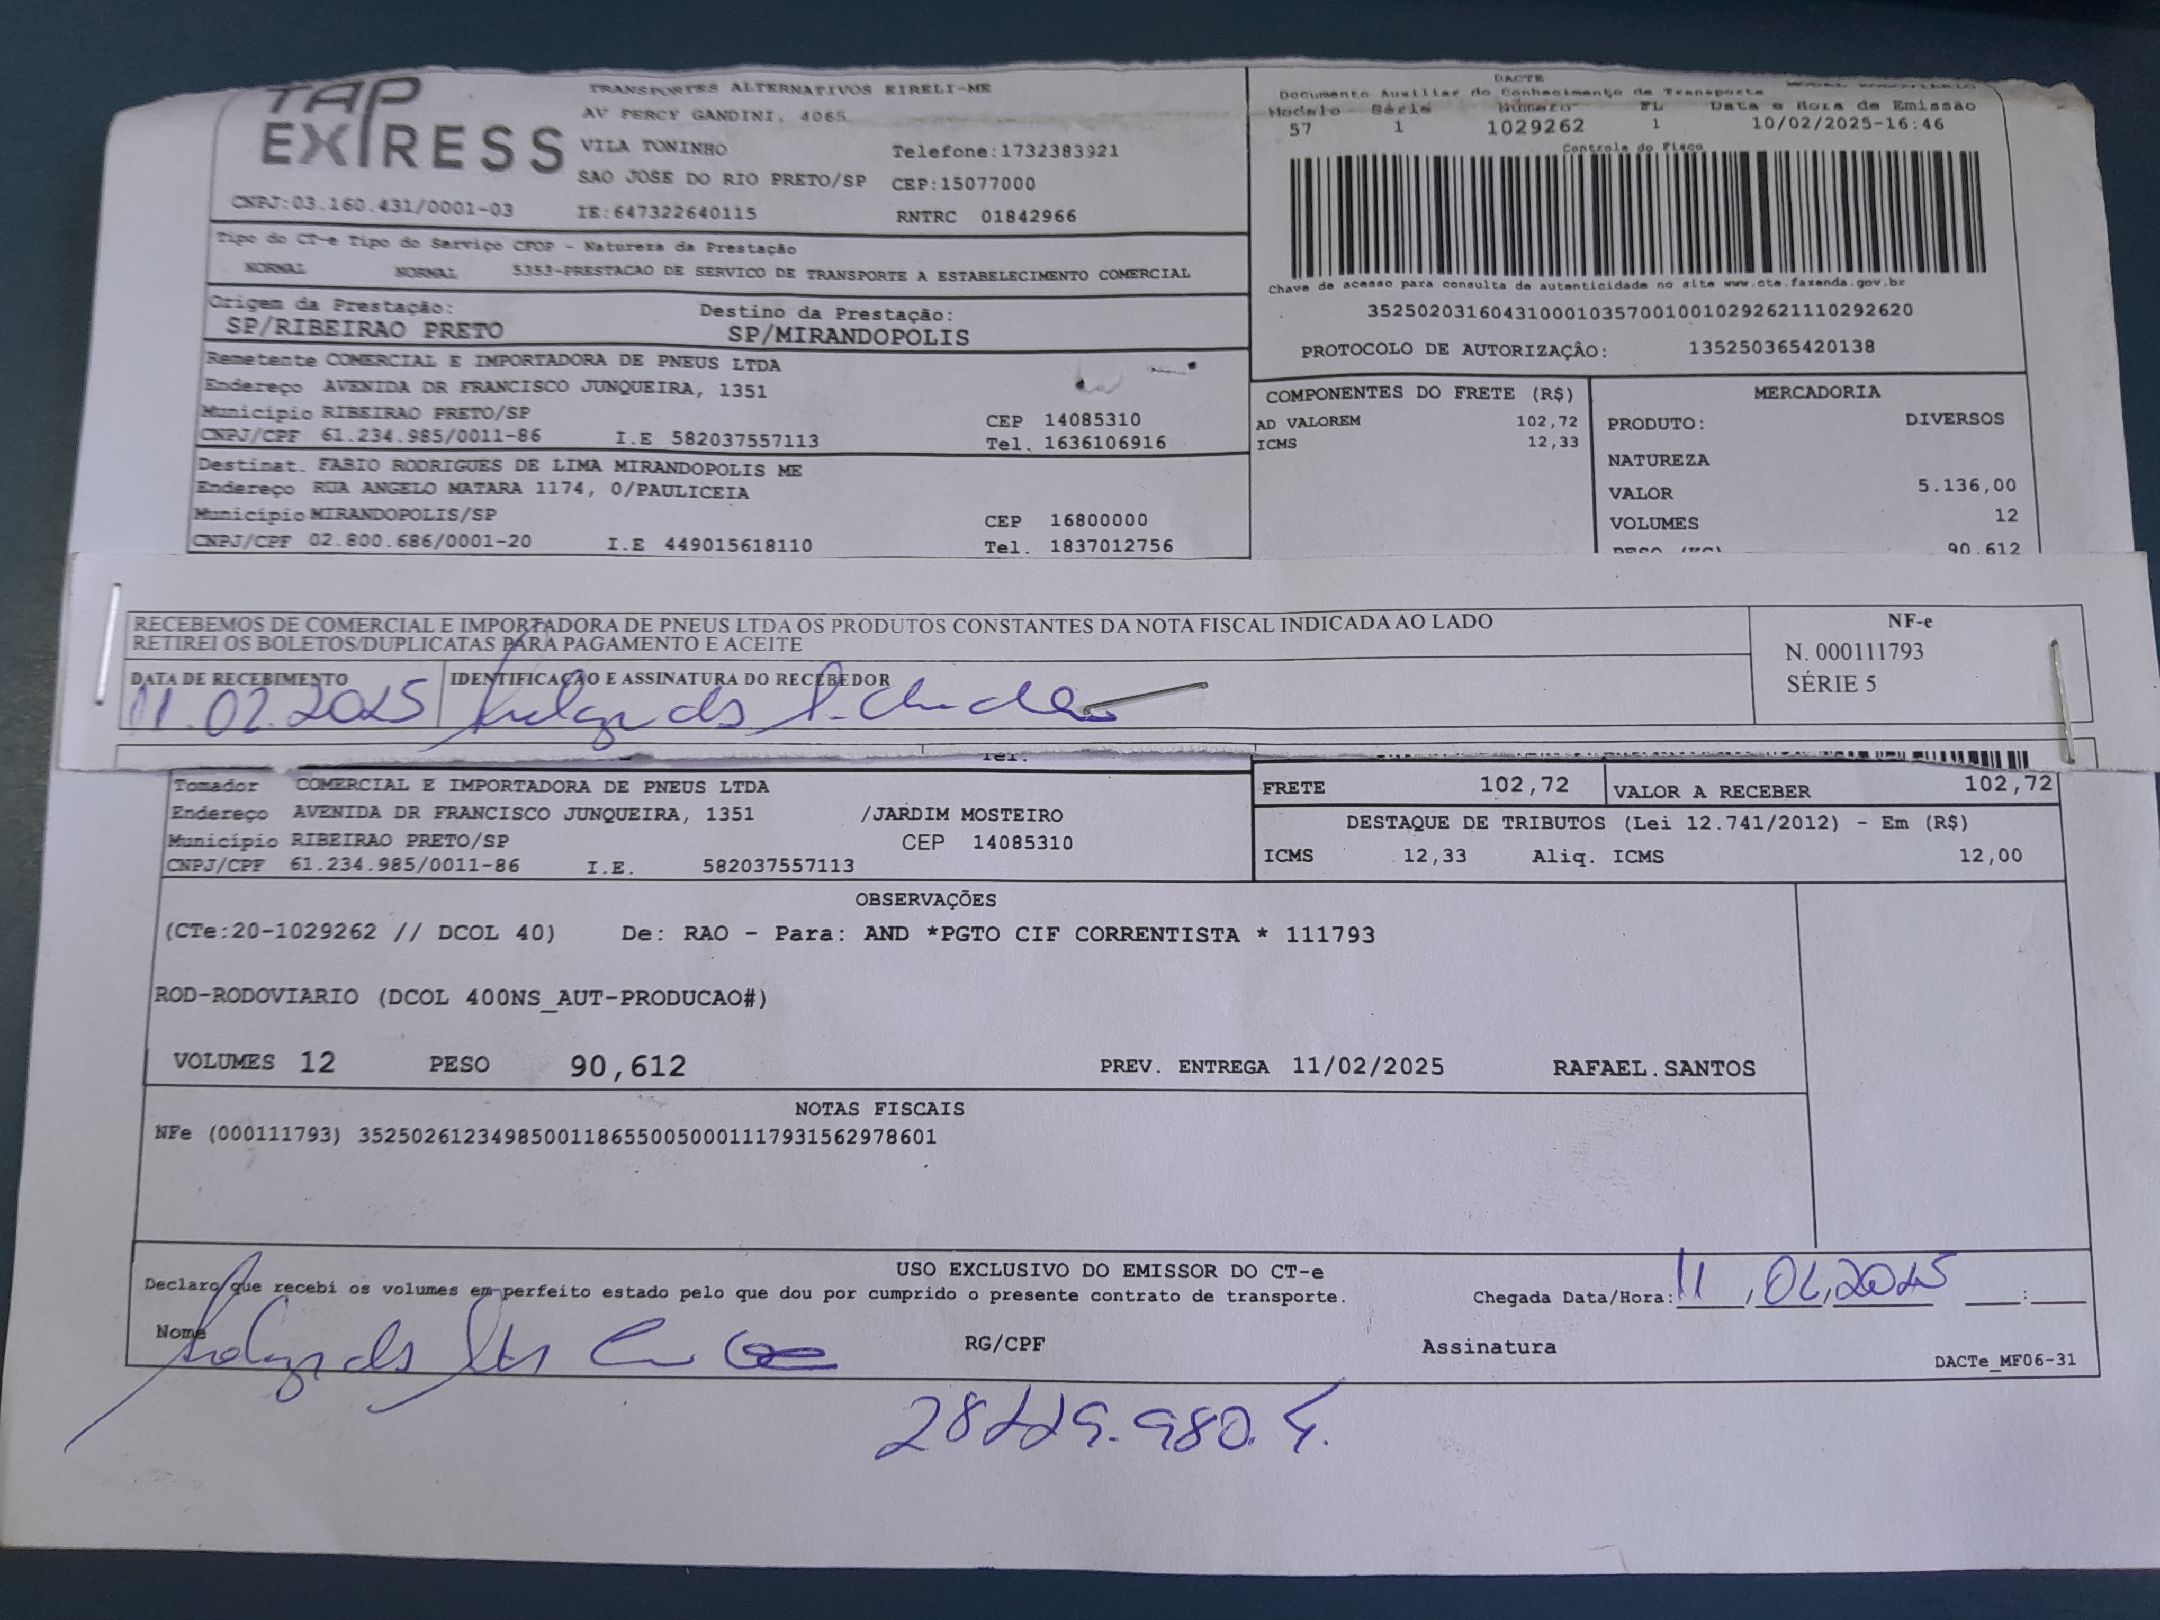 TAP EXPRESS
TRANSPORTES ALTERNATIVOS EIRELI-ME
AV PERCY GANDINI, 4065
VILA TONINHO Telefone:1732383921
SAO JOSE DO RIO PRETO/SP CEP:15077000
CNPJ:03.160.431/0001-03 IE:647322640115 RNTRC 01842966
DACTE
Documento Auxiliar do Conhecimento de Transporte
Modelo Série Número FL Data e Hora de Emissão
57 1 1029262 1 10/02/2025-16:46
Controle do Fisco
Chave de acesso para consulta de autenticidade no site www.cte.fazenda.gov.br
35250203160431000103570010010292621110292620
PROTOCOLO DE AUTORIZAÇÂO: 135250365420138
Tipo do CT-e Tipo do Serviço CFOP - Natureza da Prestação
NORMAL NORMAL 5353-PRESTACAO DE SERVICO DE TRANSPORTE A ESTABELECIMENTO COMERCIAL
Origem da Prestação: Destino da Prestação:
SP/RIBEIRAO PRETO SP/MIRANDOPOLIS
Remetente COMERCIAL E IMPORTADORA DE PNEUS LTDA
Endereço AVENIDA DR FRANCISCO JUNQUEIRA, 1351
Município RIBEIRAO PRETO/SP CEP 14085310
CNPJ/CPF 61.234.985/0011-86 I.E 582037557113 Tel. 1636106916
Destinat. FABIO RODRIGUES DE LIMA MIRANDOPOLIS ME
Endereço RUA ANGELO MATARA 1174, 0/PAULICEIA
Município MIRANDOPOLIS/SP CEP 16800000
CNPJ/CPF 02.800.686/0001-20 I.E 449015618110 Tel. 1837012756
COMPONENTES DO FRETE (R$)
AD VALOREM 102,72
ICMS 12,33
MERCADORIA
PRODUTO: DIVERSOS
NATUREZA
VALOR 5.136,00
VOLUMES 12
PESO (KG) 90,612
RECEBEMOS DE COMERCIAL E IMPORTADORA DE PNEUS LTDA OS PRODUTOS CONSTANTES DA NOTA FISCAL INDICADA AO LADO
RETIREI OS BOLETOS/DUPLICATAS PARA PAGAMENTO E ACEITE
DATA DE RECEBIMENTO IDENTIFICAÇÃO E ASSINATURA DO RECEBEDOR
11.02.2025
NF-e
N. 000111793
SÉRIE 5
Tel.
Tomador COMERCIAL E IMPORTADORA DE PNEUS LTDA
Endereço AVENIDA DR FRANCISCO JUNQUEIRA, 1351 /JARDIM MOSTEIRO
Município RIBEIRAO PRETO/SP CEP 14085310
CNPJ/CPF 61.234.985/0011-86 I.E. 582037557113
FRETE 102,72 VALOR A RECEBER 102,72
DESTAQUE DE TRIBUTOS (Lei 12.741/2012) - Em (R$)
ICMS 12,33 Aliq. ICMS 12,00
OBSERVAÇÕES
(CTe:20-1029262 // DCOL 40) De: RAO - Para: AND *PGTO CIF CORRENTISTA * 111793
ROD-RODOVIARIO (DCOL 400NS_AUT-PRODUCAO#)
VOLUMES 12 PESO 90,612 PREV. ENTREGA 11/02/2025 RAFAEL.SANTOS
NOTAS FISCAIS
NFe (000111793) 35250261234985001186550050001117931562978601
USO EXCLUSIVO DO EMISSOR DO CT-e
Declaro que recebi os volumes em perfeito estado pelo que dou por cumprido o presente contrato de transporte.
Chegada Data/Hora: 11,02,2025 __:__
Nome RG/CPF Assinatura
DACTe_MF06-31